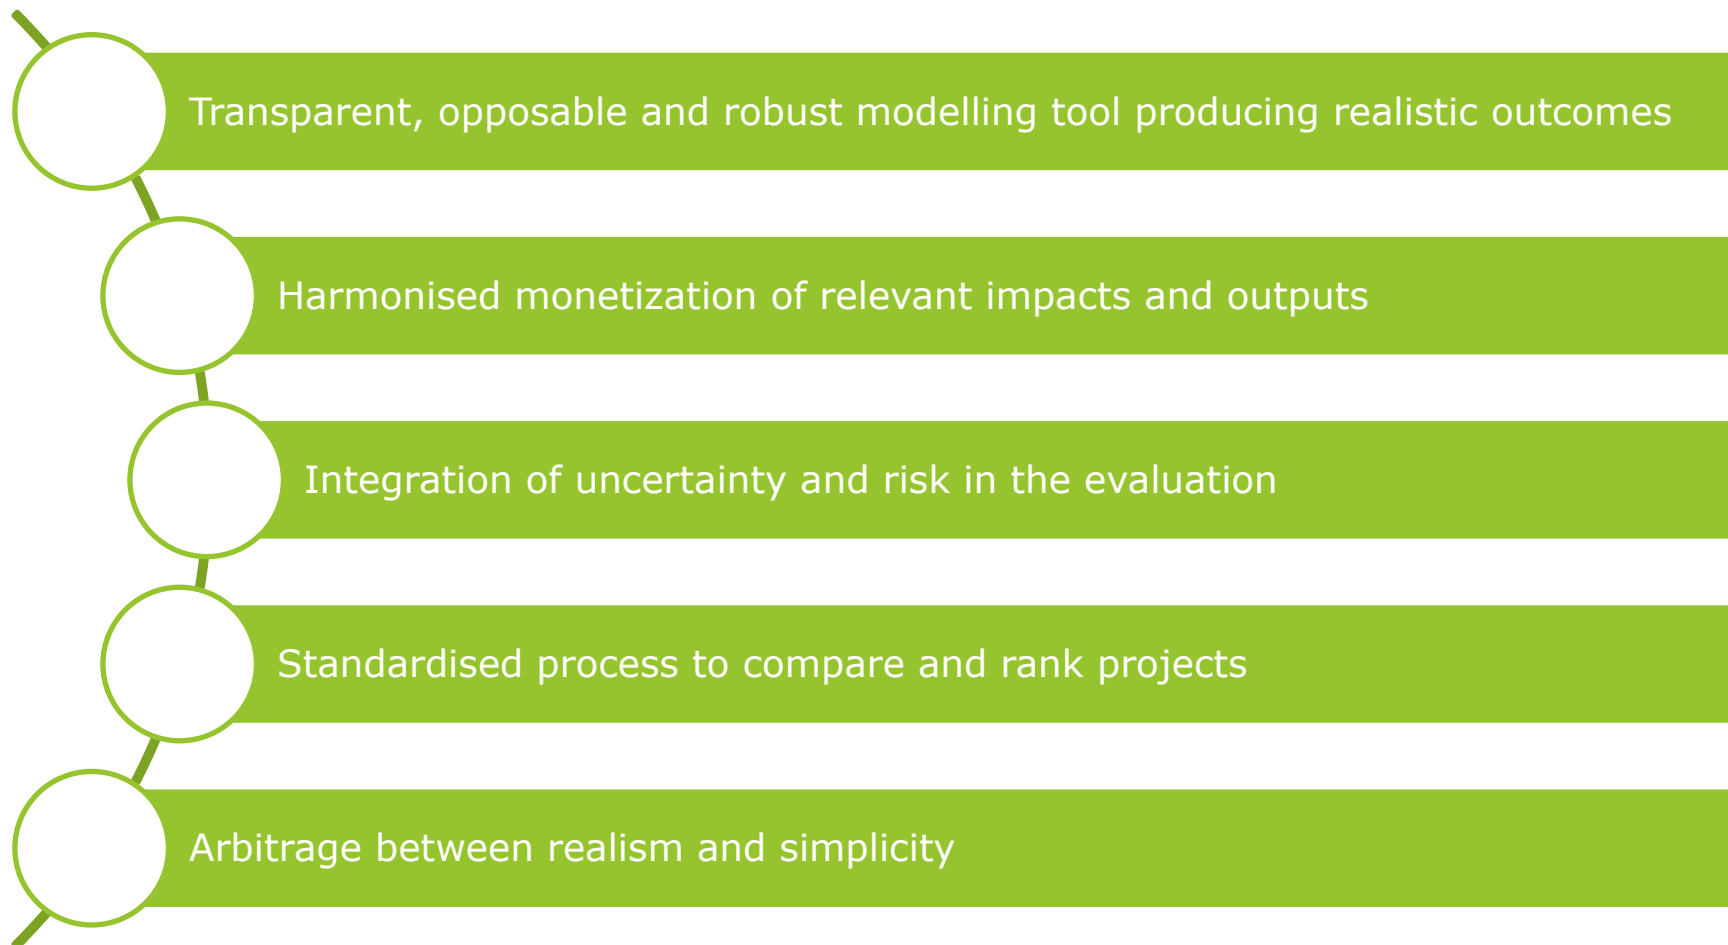 Transparent, opposable and robust modelling tool producing realistic outcomes
Harmonised monetization of relevant impacts and outputs
Integration of uncertainty and risk in the evaluation
Standardised process to compare and rank projects
Arbitrage between realism and simplicity